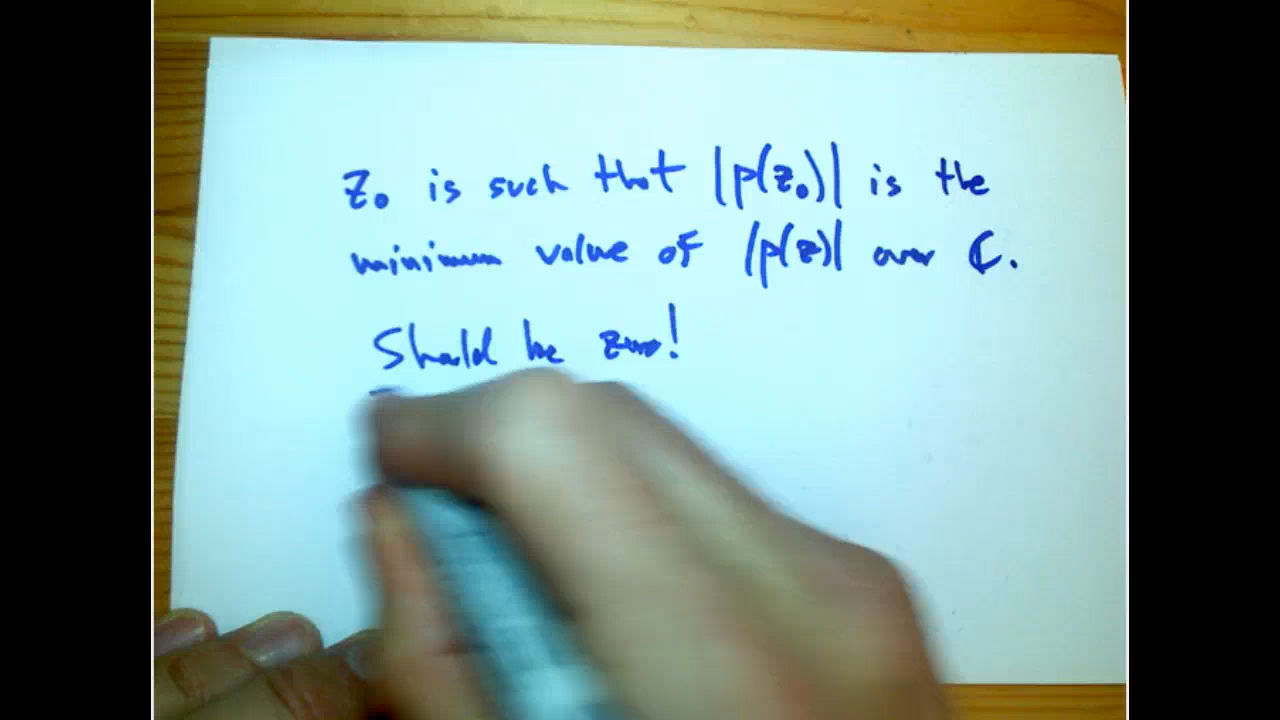 z₀ is such that |p(z₀)| is the
minimum value of |p(z)| over ℂ.
Should be zero!